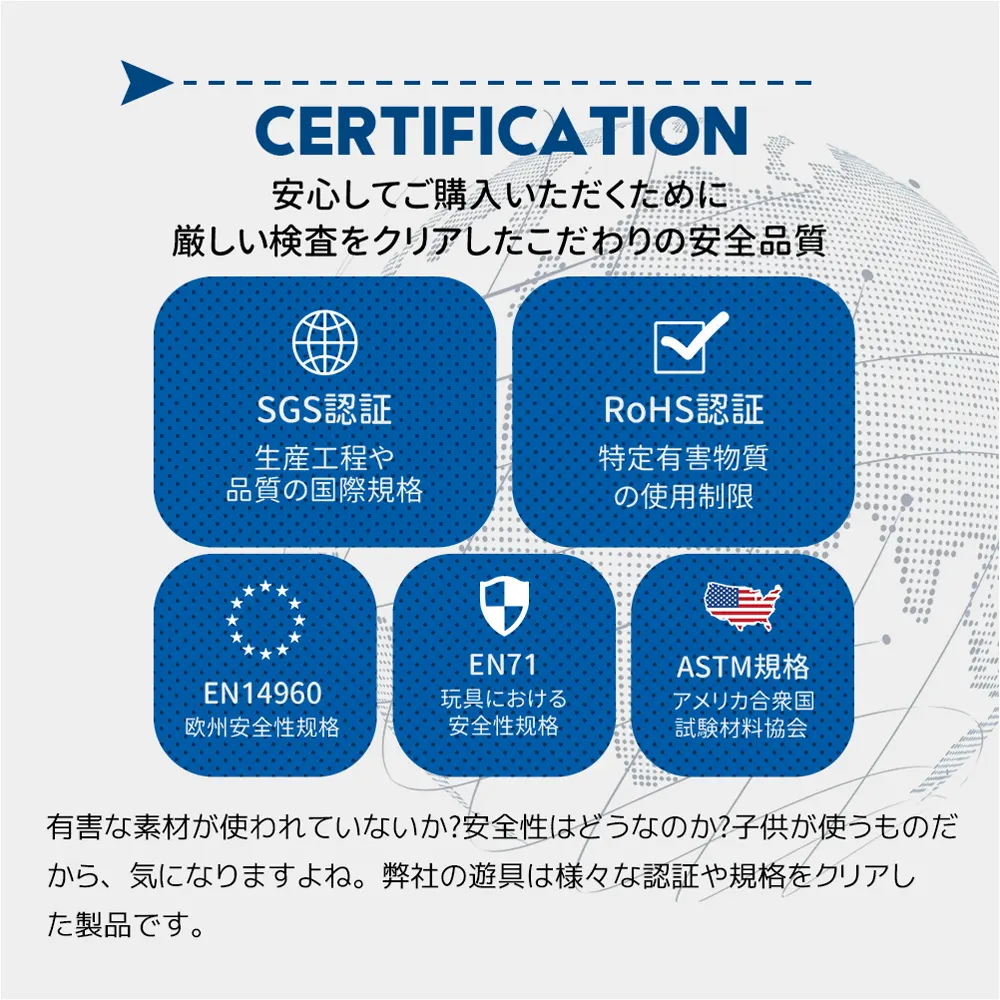 CERTIFICATION
安心してご購入いただくために
厳しい検査をクリアしたこだわりの安全品質
SGS認証
生産工程や
品質の国際規格
RoHS認証
特定有害物質
の使用制限
EN14960
欧州安全性规格
EN71
玩具における
安全性规格
ASTM規格
アメリカ合衆国
試験材料協会
有害な素材が使われていないか?安全性はどうなのか?子供が使うものだ
から、気になりますよね。弊社の遊具は様々な認証や規格をクリアし
た製品です。